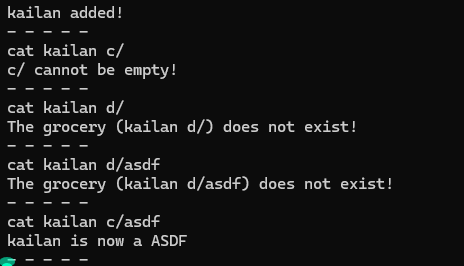 kailan added!
- - - - -
cat kailan c/
c/ cannot be empty!
- - - - -
cat kailan d/
The grocery (kailan d/) does not exist!
- - - - -
cat kailan d/asdf
The grocery (kailan d/asdf) does not exist!
- - - - -
cat kailan c/asdf
kailan is now a ASDF
- - - - -